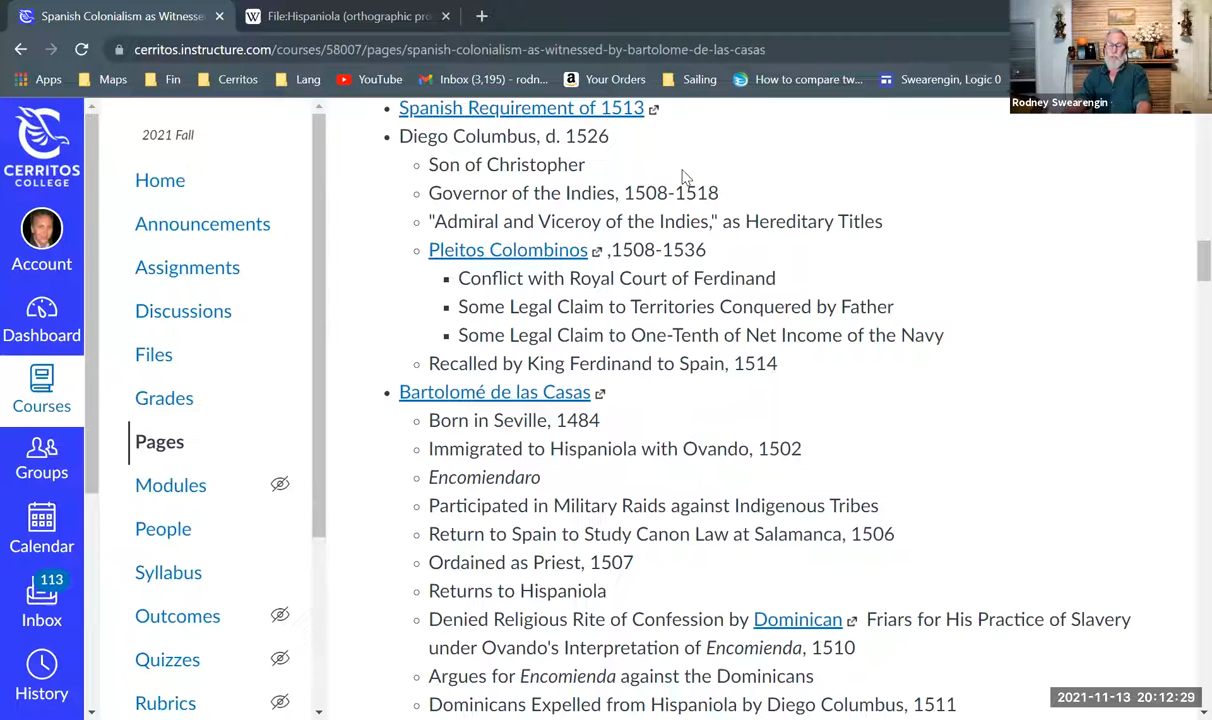 Spanish Colonialism as Witnesse
File:Hispaniola (orthographic pro
cerritos.instructure.com/courses/58007/pages/spanish-colonialism-as-witnessed-by-bartolome-de-las-casas
Apps Maps Fin Cerritos Lang YouTube Inbox (3,195) - rodn... Your Orders Sailing How to compare tw... Swearengin, Logic 0
Rodney Swearengin
CERRITOS
COLLEGE
Account
Dashboard
Courses
Groups
Calendar
113
Inbox
History
2021 Fall
Home
Announcements
Assignments
Discussions
Files
Grades
Pages
Modules
People
Syllabus
Outcomes
Quizzes
Rubrics
• Spanish Requirement of 1513
• Diego Columbus, d. 1526
◦ Son of Christopher
◦ Governor of the Indies, 1508-1518
◦ "Admiral and Viceroy of the Indies," as Hereditary Titles
◦ Pleitos Colombinos ,1508-1536
▪ Conflict with Royal Court of Ferdinand
▪ Some Legal Claim to Territories Conquered by Father
▪ Some Legal Claim to One-Tenth of Net Income of the Navy
◦ Recalled by King Ferdinand to Spain, 1514
• Bartolomé de las Casas
◦ Born in Seville, 1484
◦ Immigrated to Hispaniola with Ovando, 1502
◦ Encomiendaro
◦ Participated in Military Raids against Indigenous Tribes
◦ Return to Spain to Study Canon Law at Salamanca, 1506
◦ Ordained as Priest, 1507
◦ Returns to Hispaniola
◦ Denied Religious Rite of Confession by Dominican Friars for His Practice of Slavery
under Ovando's Interpretation of Encomienda, 1510
◦ Argues for Encomienda against the Dominicans
◦ Dominicans Expelled from Hispaniola by Diego Columbus, 1511
2021-11-13 20:12:29